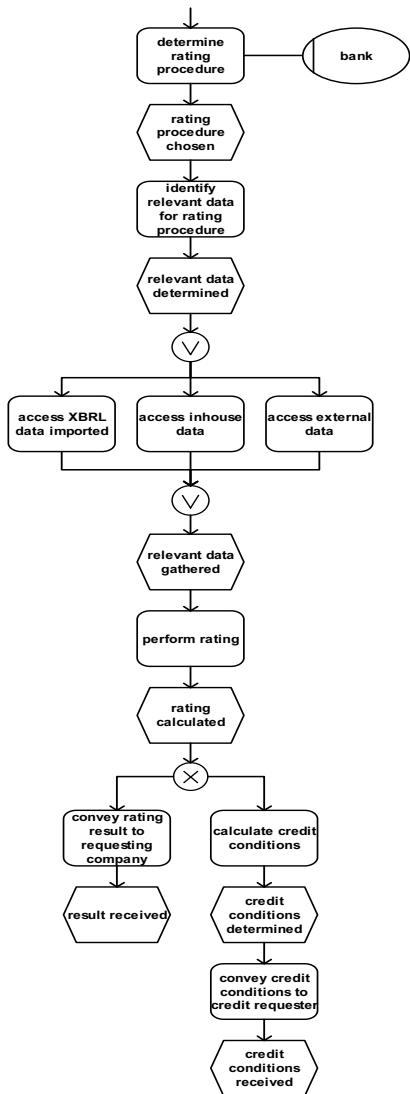 determine
rating
procedure
bank
rating
procedure
chosen
identify
relevant data
for rating
procedure
relevant data
determined
access XBRL
data imported
access inhouse
data
access external
data
relevant data
gathered
perform rating
rating
calculated
convey rating
result to
requesting
company
calculate credit
conditions
result received
credit
conditions
determined
convey credit
conditions to
credit requester
credit
conditions
received